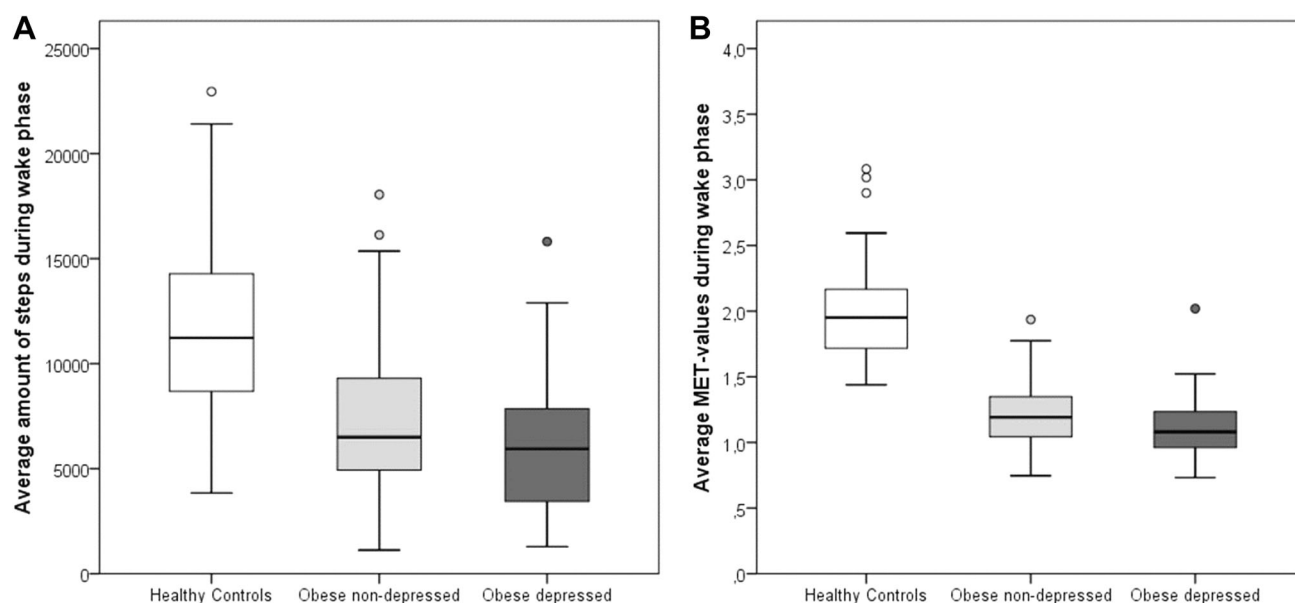 A
Average amount of steps during wake phase
25000
20000
15000
10000
5000
0
Healthy Controls
Obese non-depressed
Obese depressed
B
Average MET-values during wake phase
4,0
3,5
3,0
2,5
2,0
1,5
1,0
,5
,0
Healthy Controls
Obese non-depressed
Obese depressed